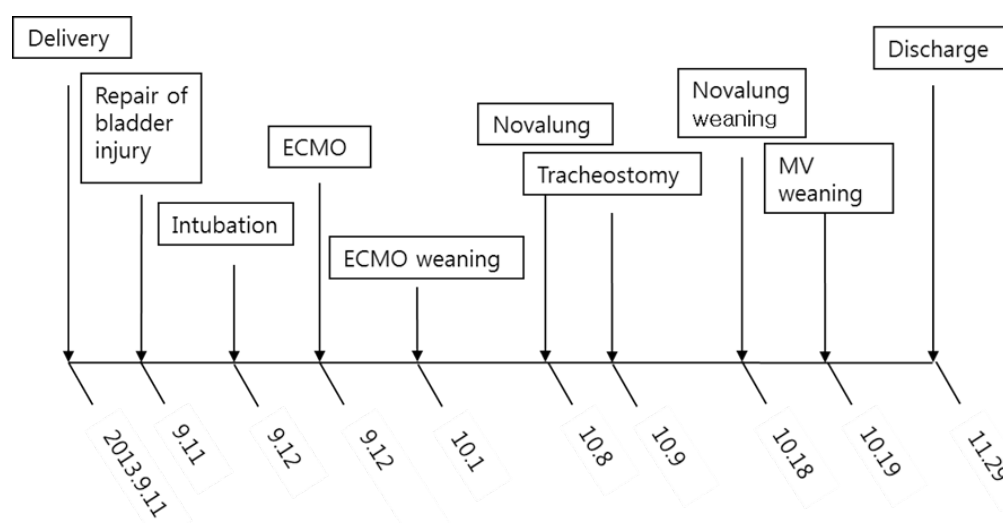 Delivery
Repair of
bladder
injury
Intubation
ECMO
ECMO weaning
Novalung
Tracheostomy
Novalung
weaning
MV
weaning
Discharge
2013.9.11
9.11
9.12
9.12
10.1
10.8
10.9
10.18
10.19
11.29